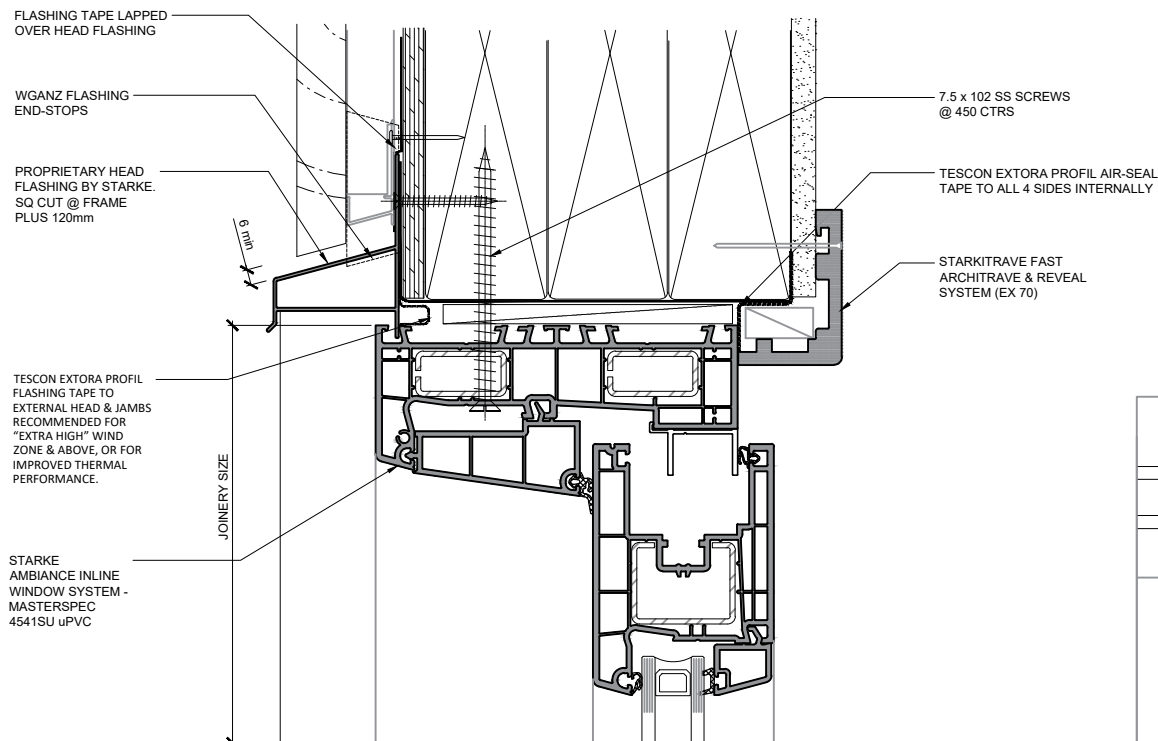 FLASHING TAPE LAPPED
OVER HEAD FLASHING
WGANZ FLASHING
END-STOPS
PROPRIETARY HEAD
FLASHING BY STARKE.
SQ CUT @ FRAME
PLUS 120mm
6 min
TESCON EXTORA PROFIL
FLASHING TAPE TO
EXTERNAL HEAD & JAMBS
RECOMMENDED FOR
"EXTRA HIGH" WIND
ZONE & ABOVE, OR FOR
IMPROVED THERMAL
PERFORMANCE.
JOINERY SIZE
STARKE
AMBIANCE INLINE
WINDOW SYSTEM -
MASTERSPEC
4541SU uPVC
7.5 x 102 SS SCREWS
@ 450 CTRS
TESCON EXTORA PROFIL AIR-SEAL
TAPE TO ALL 4 SIDES INTERNALLY
STARKITRAVE FAST
ARCHITRAVE & REVEAL
SYSTEM (EX 70)